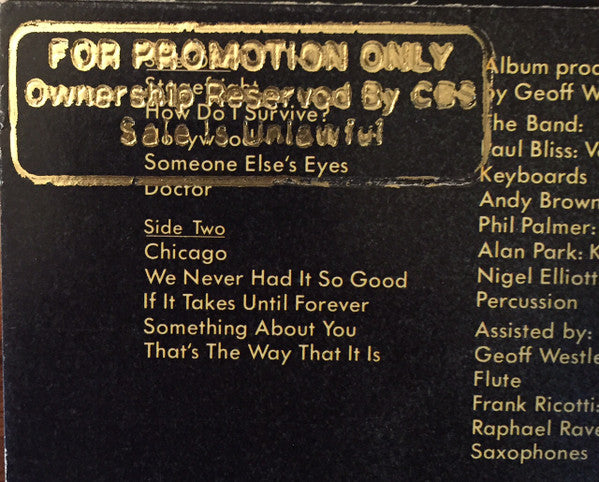 FOR PROMOTION ONLY
Ownership Reserved By CBS
Sale Is Unlawful
How Do I Survive?
Someone Else's Eyes
Doctor
Side Two
Chicago
We Never Had It So Good
If It Takes Until Forever
Something About You
That's The Way That It Is
Album prod
by Geoff W
The Band:
Paul Bliss: Vo
Keyboards
Andy Brown
Phil Palmer:
Alan Park: K
Nigel Elliott
Percussion
Assisted by:
Geoff Westle
Flute
Frank Ricotti:
Raphael Rave
Saxophones